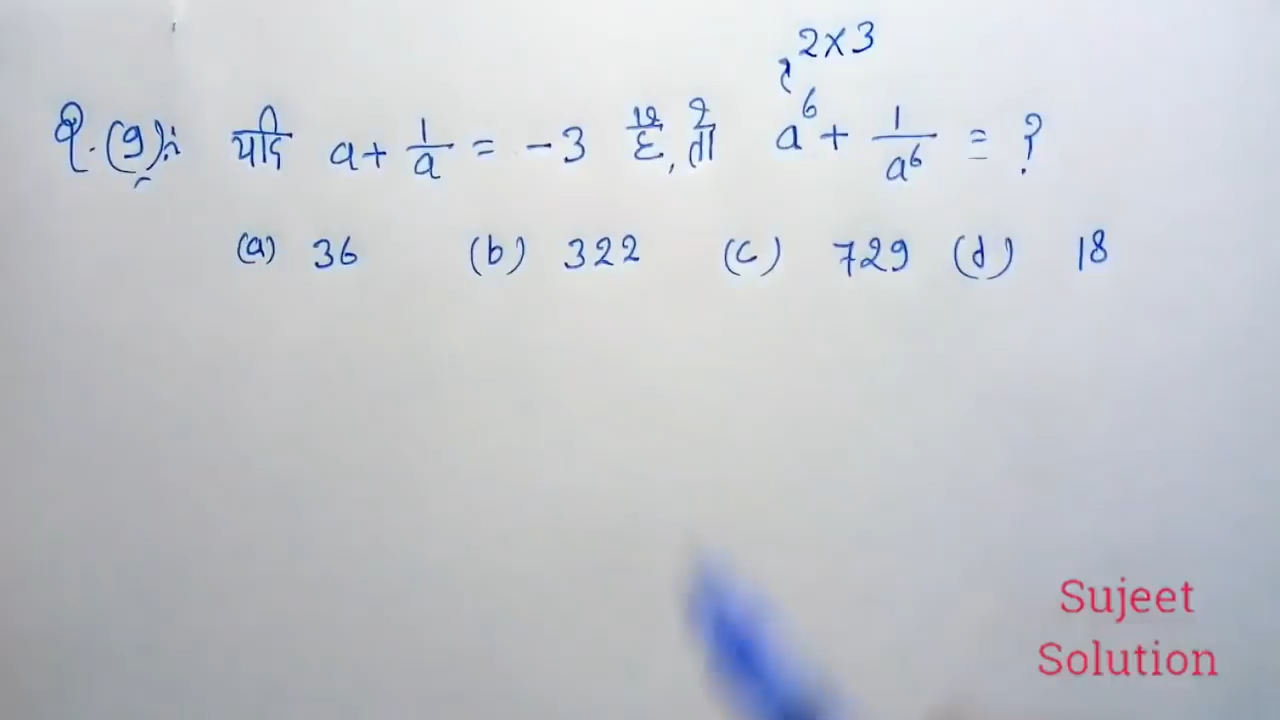 2×3
Q.(9):- यदि a + 1/a = -3 है, तो a⁶ + 1/a⁶ = ?
(a) 36 (b) 322 (c) 729 (d) 18
Sujeet
Solution